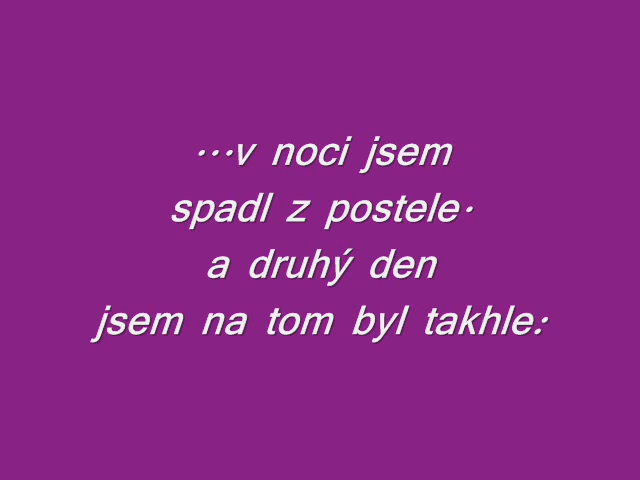 ...v noci jsem
spadl z postele.
a druhý den
jsem na tom byl takhle: